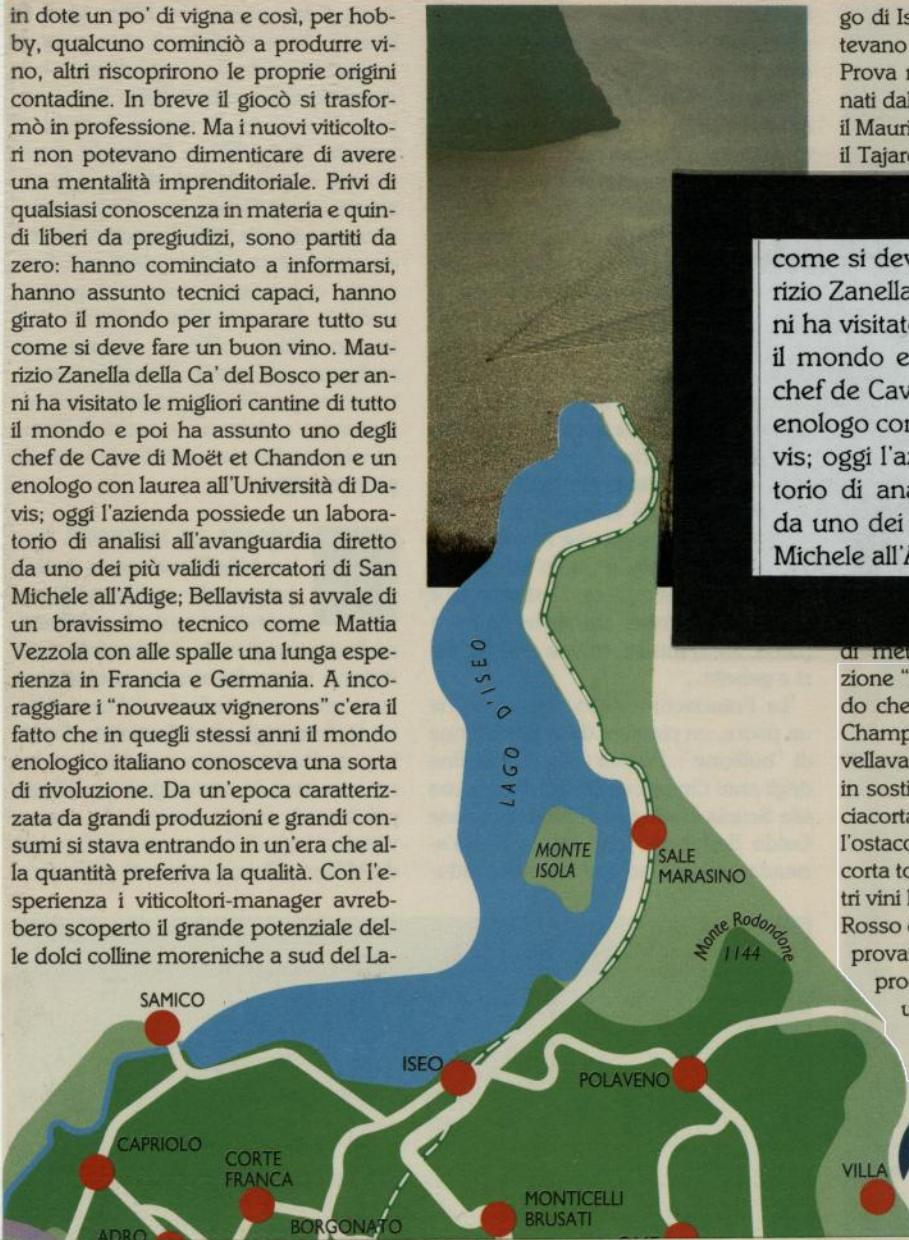 in dote un po' di vigna e così, per hob-
by, qualcuno cominciò a produrre vi-
no, altri riscoprirono le proprie origini
contadine. In breve il giocò si trasfor-
mò in professione. Ma i nuovi viticolto-
ri non potevano dimenticare di avere
una mentalità imprenditoriale. Privi di
qualsiasi conoscenza in materia e quin-
di liberi da pregiudizi, sono partiti da
zero: hanno cominciato a informarsi,
hanno assunto tecnici capaci, hanno
girato il mondo per imparare tutto su
come si deve fare un buon vino. Mau-
rizio Zanella della Ca' del Bosco per an-
ni ha visitato le migliori cantine di tutto
il mondo e poi ha assunto uno degli
chef de Cave di Moët et Chandon e un
enologo con laurea all'Università di Da-
vis; oggi l'azienda possiede un labora-
torio di analisi all'avanguardia diretto
da uno dei più validi ricercatori di San
Michele all'Adige; Bellavista si avvale di
un bravissimo tecnico come Mattia
Vezzola con alle spalle una lunga espe-
rienza in Francia e Germania. A inco-
raggiare i “nouveaux vignerons” c'era il
fatto che in quegli stessi anni il mondo
enologico italiano conosceva una sorta
di rivoluzione. Da un'epoca caratteriz-
zata da grandi produzioni e grandi con-
sumi si stava entrando in un'era che al-
la quantità preferiva la qualità. Con l'e-
sperienza i viticoltori-manager avreb-
bero scoperto il grande potenziale del-
le dolci colline moreniche a sud del La-
go di Is
tevano
Prova
nati dal
il Mauri
il Tajar
come si dev
rizio Zanella
ni ha visitat
il mondo e
chef de Cav
enologo con
vis; oggi l'az
torio di ana
da uno dei
Michele all'A
di met
zione “
do che
Champ
vellava
in sosti
ciacorta
l'ostaco
corta to
tri vini
Rosso
prova
pro
u
LAGO D'ISEO
MONTE
ISOLA
SALE
MARASINO
Monte Rodondone
1144
SAMICO
ISEO
POLAVENO
CAPRIOLO
CORTE
FRANCA
VILLA
MONTICELLI
BRUSATI
BORGONATO
ADRO